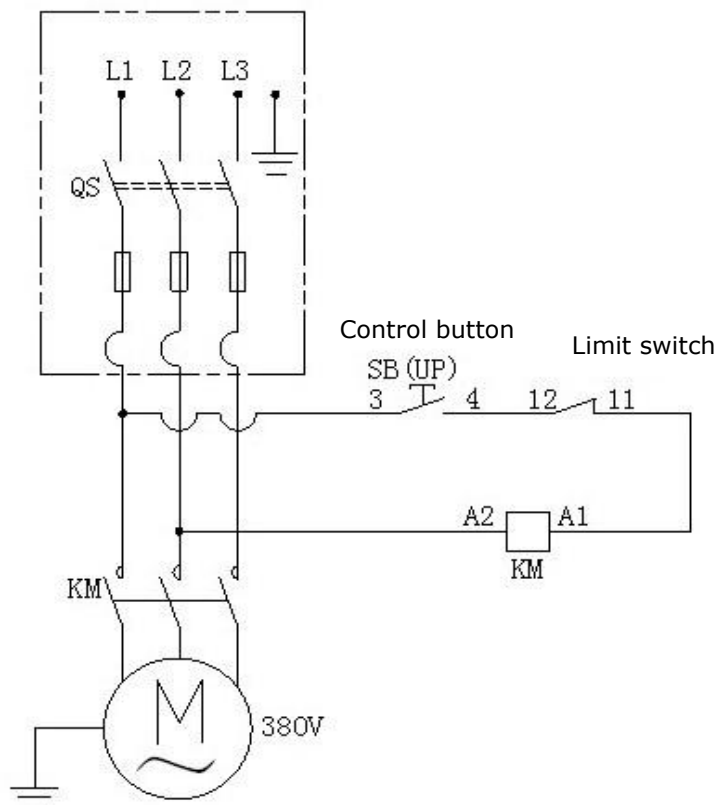 L1 L2 L3
QS
Control button
Limit switch
SB(UP)
3 4 12 11
A2 A1
KM
KM
M
380V